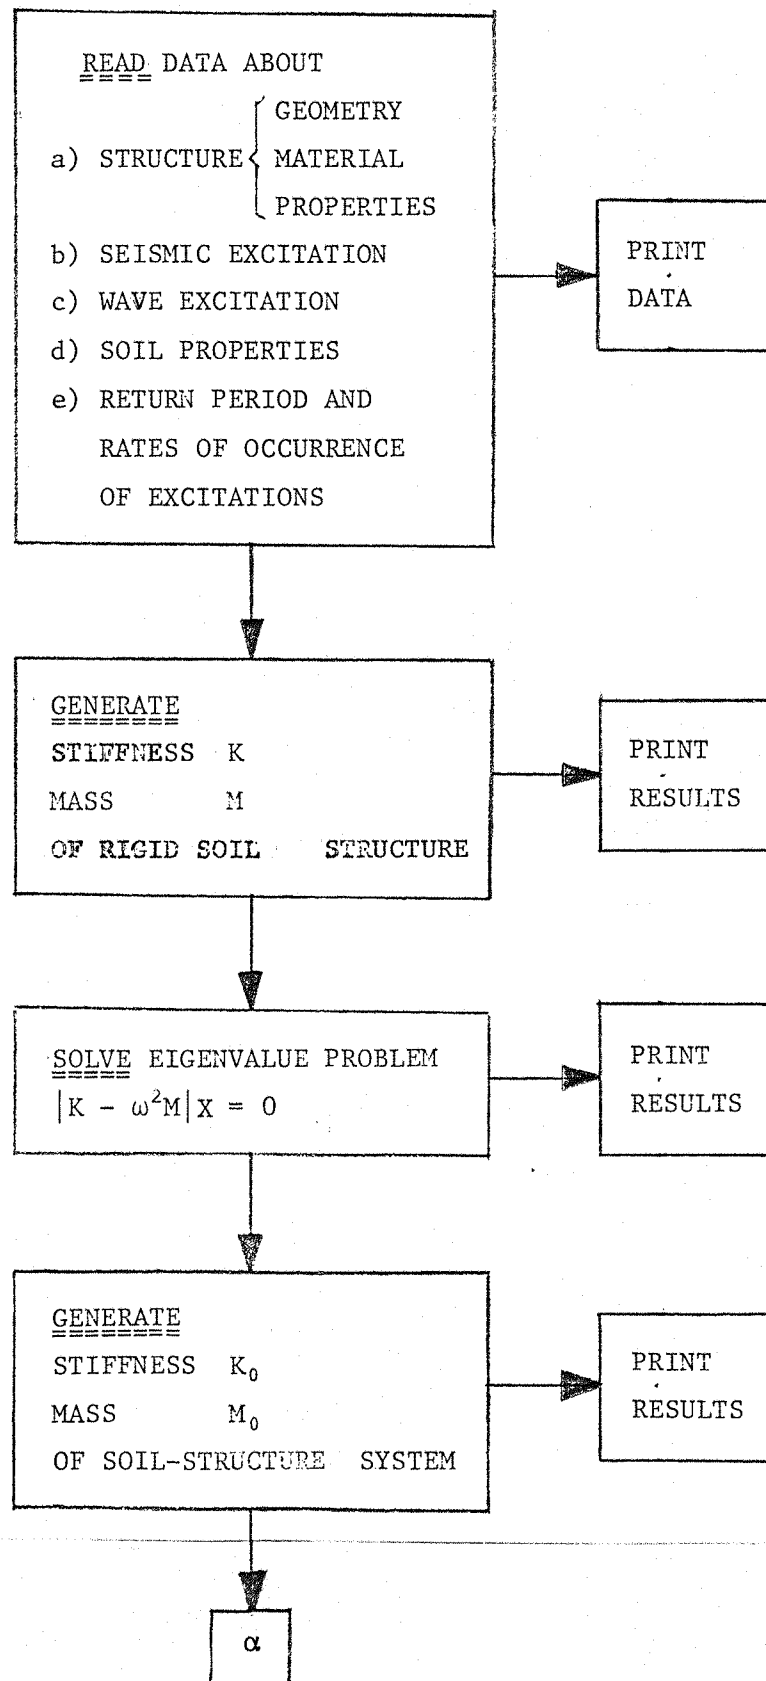 READ DATA ABOUT
a) STRUCTURE
GEOMETRY
MATERIAL
PROPERTIES
b) SEISMIC EXCITATION
c) WAVE EXCITATION
d) SOIL PROPERTIES
e) RETURN PERIOD AND
RATES OF OCCURRENCE
OF EXCITATIONS
PRINT
DATA
GENERATE
STIFFNESS K
MASS M
OF RIGID SOIL STRUCTURE
PRINT
RESULTS
SOLVE EIGENVALUE PROBLEM
|K - ω²M|X = 0
PRINT
RESULTS
GENERATE
STIFFNESS K₀
MASS M₀
OF SOIL-STRUCTURE SYSTEM
PRINT
RESULTS
α